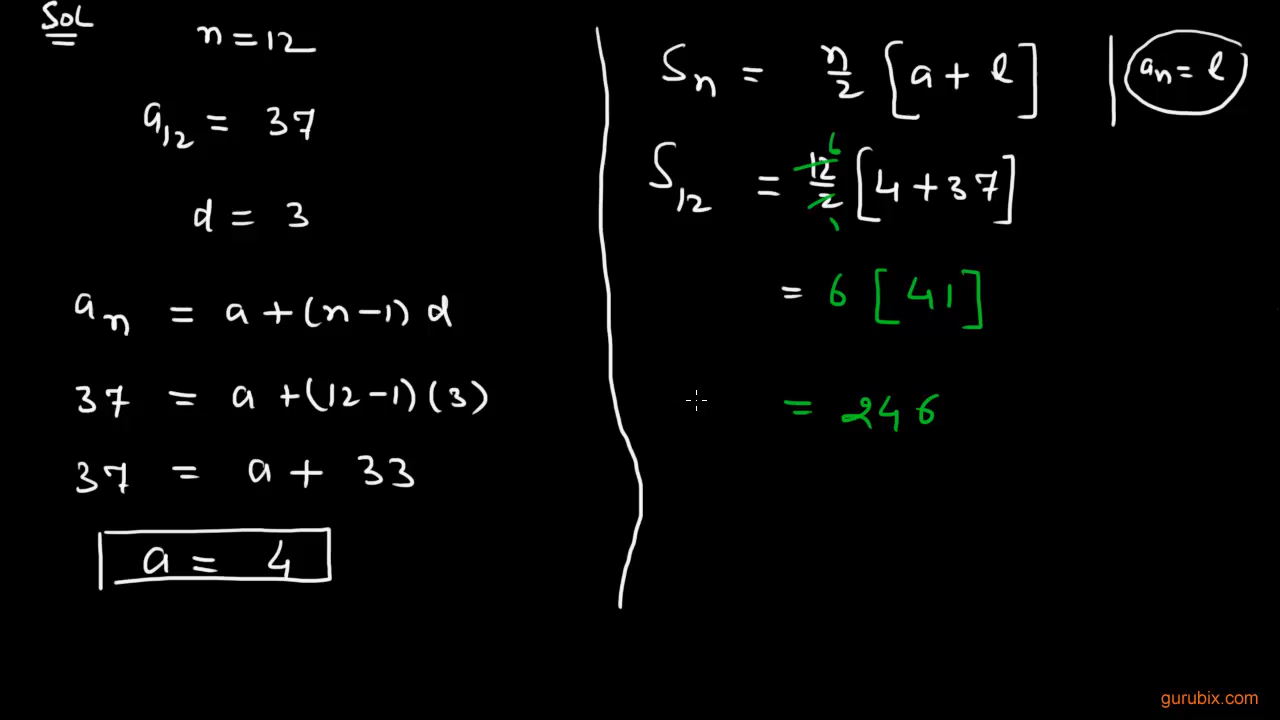 SOL
n = 12
a₁₂ = 37
d = 3
aₙ = a + (n - 1) d
37 = a + (12 - 1) (3)
37 = a + 33
a = 4
Sₙ = n/2 [a + l] | aₙ = l
S₁₂ = 12/2 [4 + 37]
6
1
= 6 [41]
= 246
gurubix.com